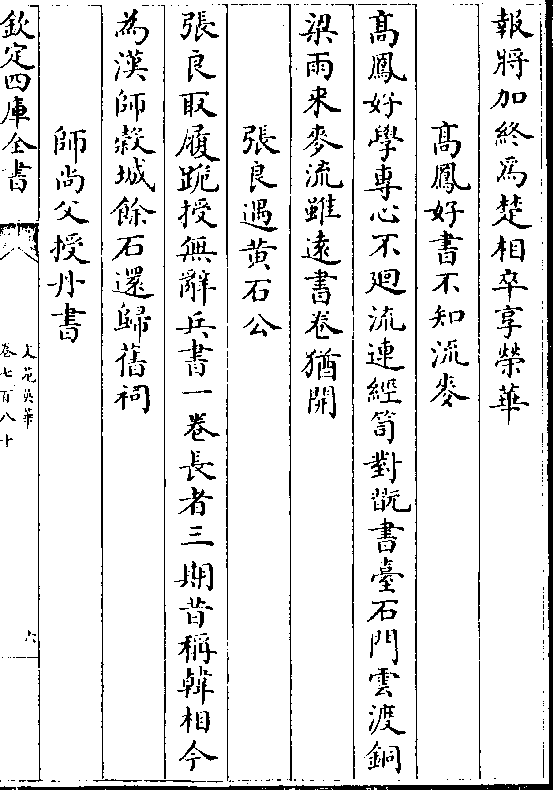 報將加終爲楚相卒享榮華
高鳳好書不知流麥
高鳳好學專心不廻流連經笥對翫書臺石門雲渡銅
梁雨来麥流雖遠書卷猶開
張良遇黄石公
張良取履跪授無辭兵書一巻長者三期昔稱韓相今
為漢師穀城餘石還歸舊祠
師尚父授丹書
欽定四庫全書
文苑英華
卷七百八十
六